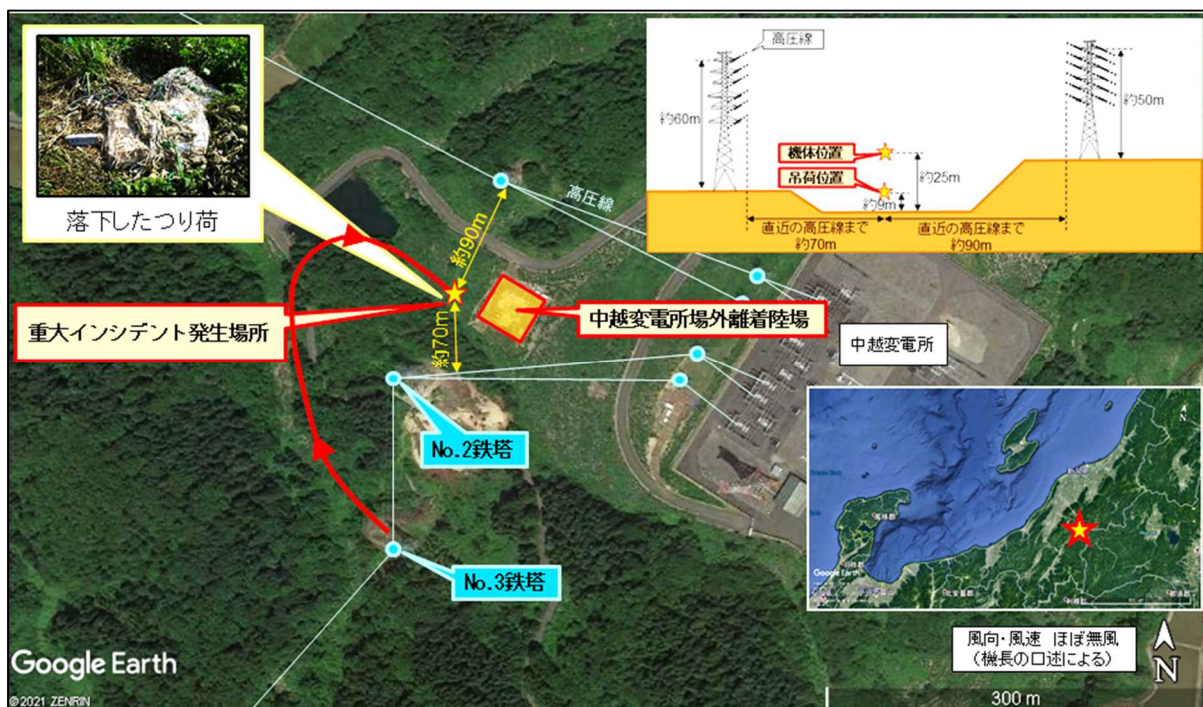 落下したつり荷
高圧線
約60m
約50m
機体位置
吊荷位置
約25m
約9m
直近の高圧線まで
約70m
直近の高圧線まで
約90m
高圧線
約90m
重大インシデント発生場所
約70m
中越変電所場外離着陸場
中越変電所
No.2鉄塔
No.3鉄塔
Google Earth
風向・風速 ほぼ無風
(機長の口述による)
N
Google Earth
© 2021 ZENRIN
300 m